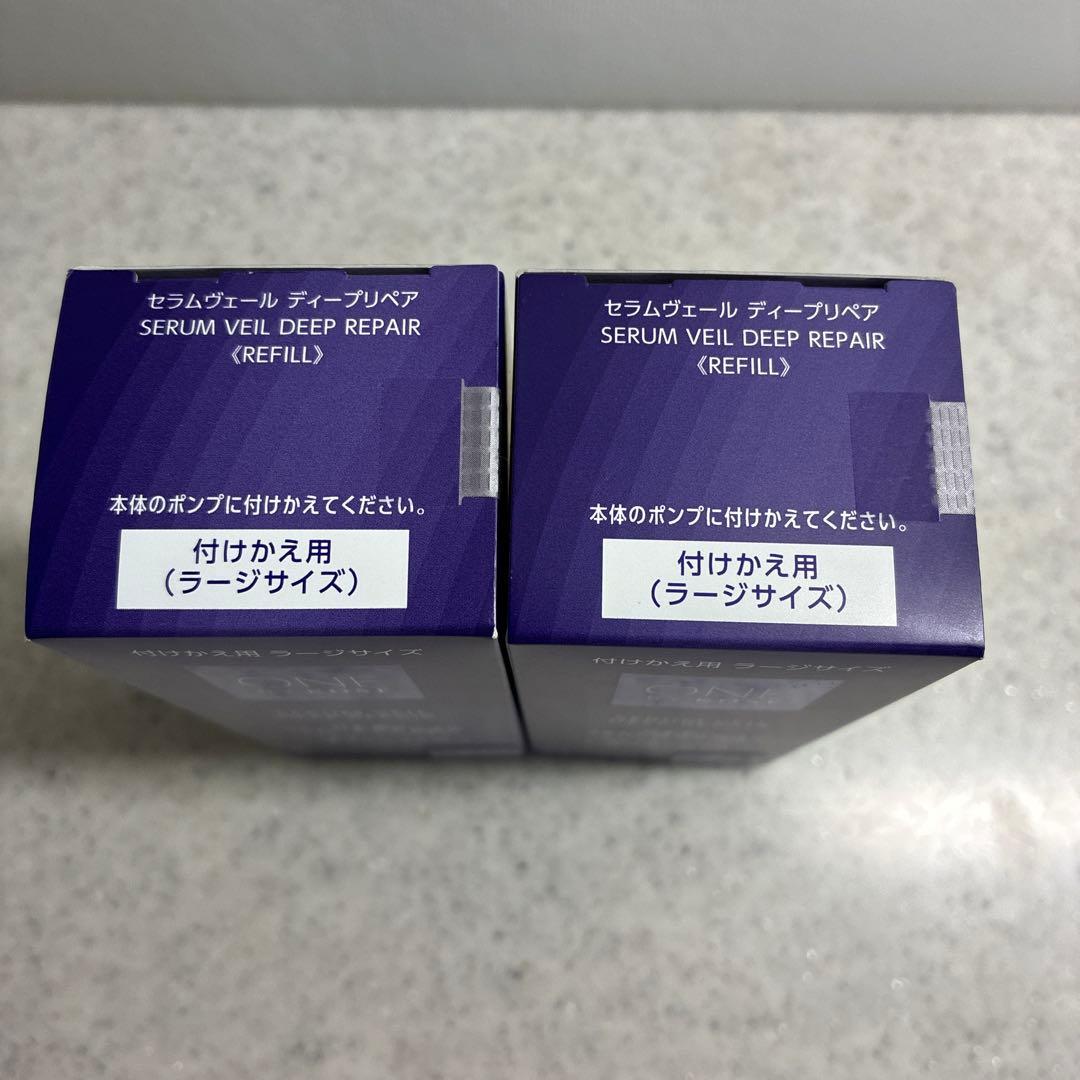 セラムヴェール ディープリペア
SERUM VEIL DEEP REPAIR
《REFILL》
本体のポンプに付けかえてください。
付けかえ用
（ラージサイズ）
付けかえ用 ラージサイズ
セラムヴェール ディープリペア
SERUM VEIL DEEP REPAIR
《REFILL》
本体のポンプに付けかえてください。
付けかえ用
（ラージサイズ）
付けかえ用 ラージサイズ